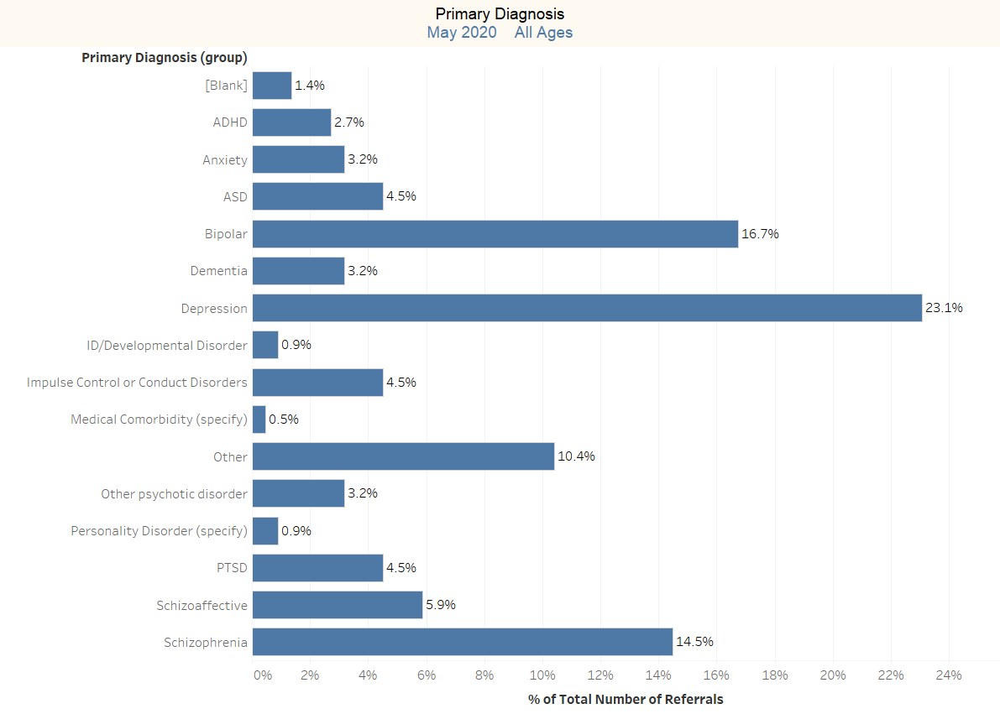 Primary Diagnosis
May 2020 All Ages
Primary Diagnosis (group)
[Blank] 1.4%
ADHD 2.7%
Anxiety 3.2%
ASD 4.5%
Bipolar 16.7%
Dementia 3.2%
Depression 23.1%
ID/Developmental Disorder 0.9%
Impulse Control or Conduct Disorders 4.5%
Medical Comorbidity (specify) 0.5%
Other 10.4%
Other psychotic disorder 3.2%
Personality Disorder (specify) 0.9%
PTSD 4.5%
Schizoaffective 5.9%
Schizophrenia 14.5%
0% 2% 4% 6% 8% 10% 12% 14% 16% 18% 20% 22% 24%
% of Total Number of Referrals